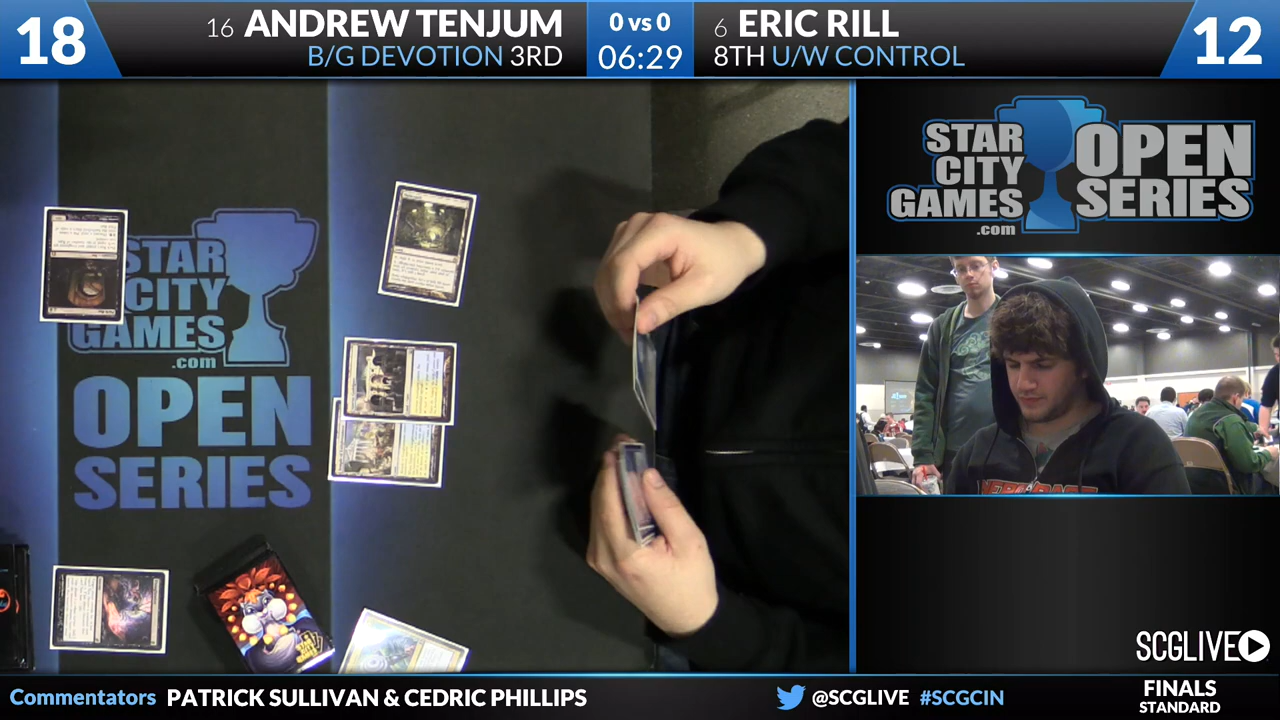 18
16 ANDREW TENJUM
B/G DEVOTION 3RD
0 vs 0
06:29
6 ERIC RILL
8TH U/W CONTROL
12
STAR
CITY
GAMES
.com
OPEN
SERIES
STAR
CITY
GAMES
.com
OPEN
SERIES
SCGLIVE
Commentators PATRICK SULLIVAN & CEDRIC PHILLIPS
@SCGLIVE #SCGCIN
FINALS
STANDARD